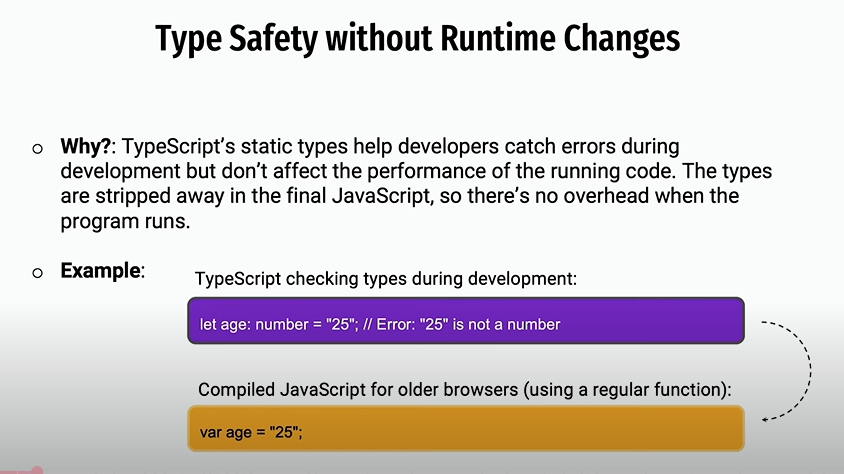 Type Safety without Runtime Changes
Why?: TypeScript’s static types help developers catch errors during
development but don’t affect the performance of the running code. The types
are stripped away in the final JavaScript, so there’s no overhead when the
program runs.
Example:
TypeScript checking types during development:
let age: number = "25"; // Error: "25" is not a number
Compiled JavaScript for older browsers (using a regular function):
var age = "25";